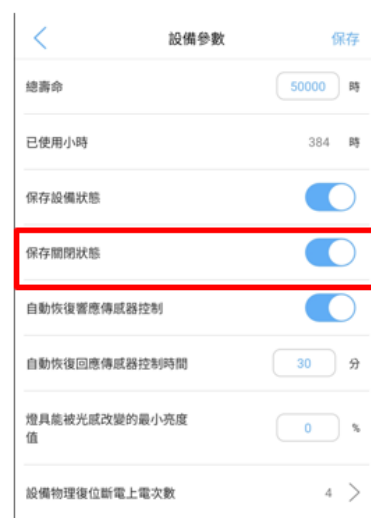 設備參數 保存
總壽命 50000 時
已使用小時 384 時
保存設備狀態
保存關閉狀態
自動恢復響應傳感器控制
自動恢復回應傳感器控制時間 30 分
燈具能被光感改變的最小亮度
值 0 %
設備物理復位斷電上電次數 4